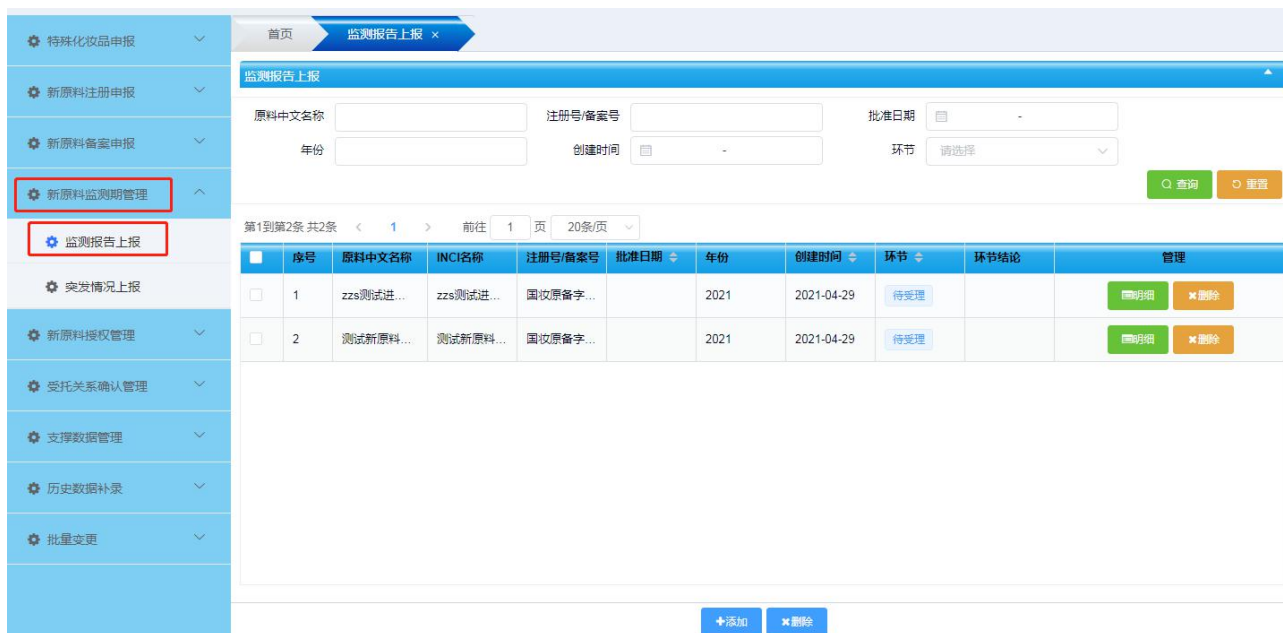 特殊化妆品申报
新原料注册申报
新原料备案申报
新原料监测期管理
监测报告上报
突发情况上报
新原料授权管理
受托关系确认管理
支撑数据管理
历史数据补录
批量变更
首页 监测报告上报 ×
监测报告上报
原料中文名称 注册号/备案号 批准日期 -
年份 创建时间 - 环节 请选择
查询 重置
第1到第2条 共2条 < 1 > 前往 1 页 20条/页
序号 原料中文名称 INCI名称 注册号/备案号 批准日期 年份 创建时间 环节 环节结论 管理
1 zzs测试进... zzs测试进... 国妆原备字... 2021 2021-04-29 待受理 明细 删除
2 测试新原料... 测试新原料... 国妆原备字... 2021 2021-04-29 待受理 明细 删除
添加 删除